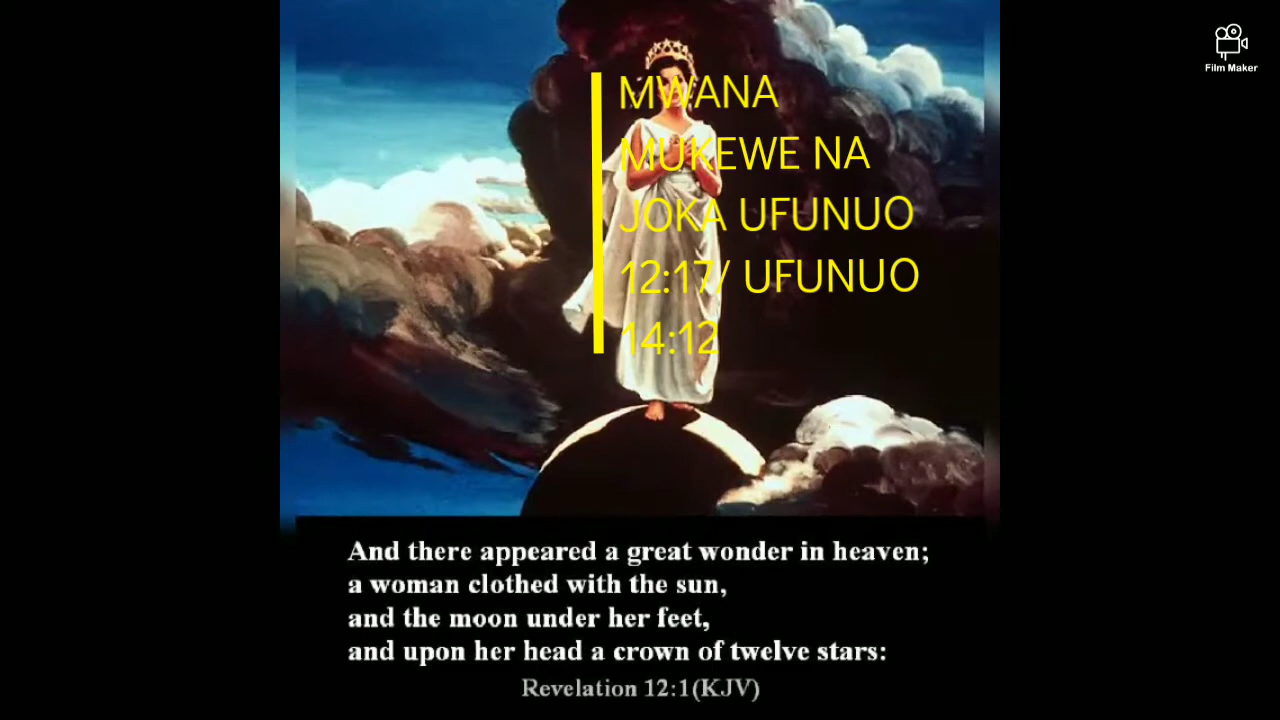 Film Maker
MWANA
MUKEWE NA
JOKA UFUNUO
12:17/ UFUNUO
14:12
And there appeared a great wonder in heaven;
a woman clothed with the sun,
and the moon under her feet,
and upon her head a crown of twelve stars:
Revelation 12:1(KJV)